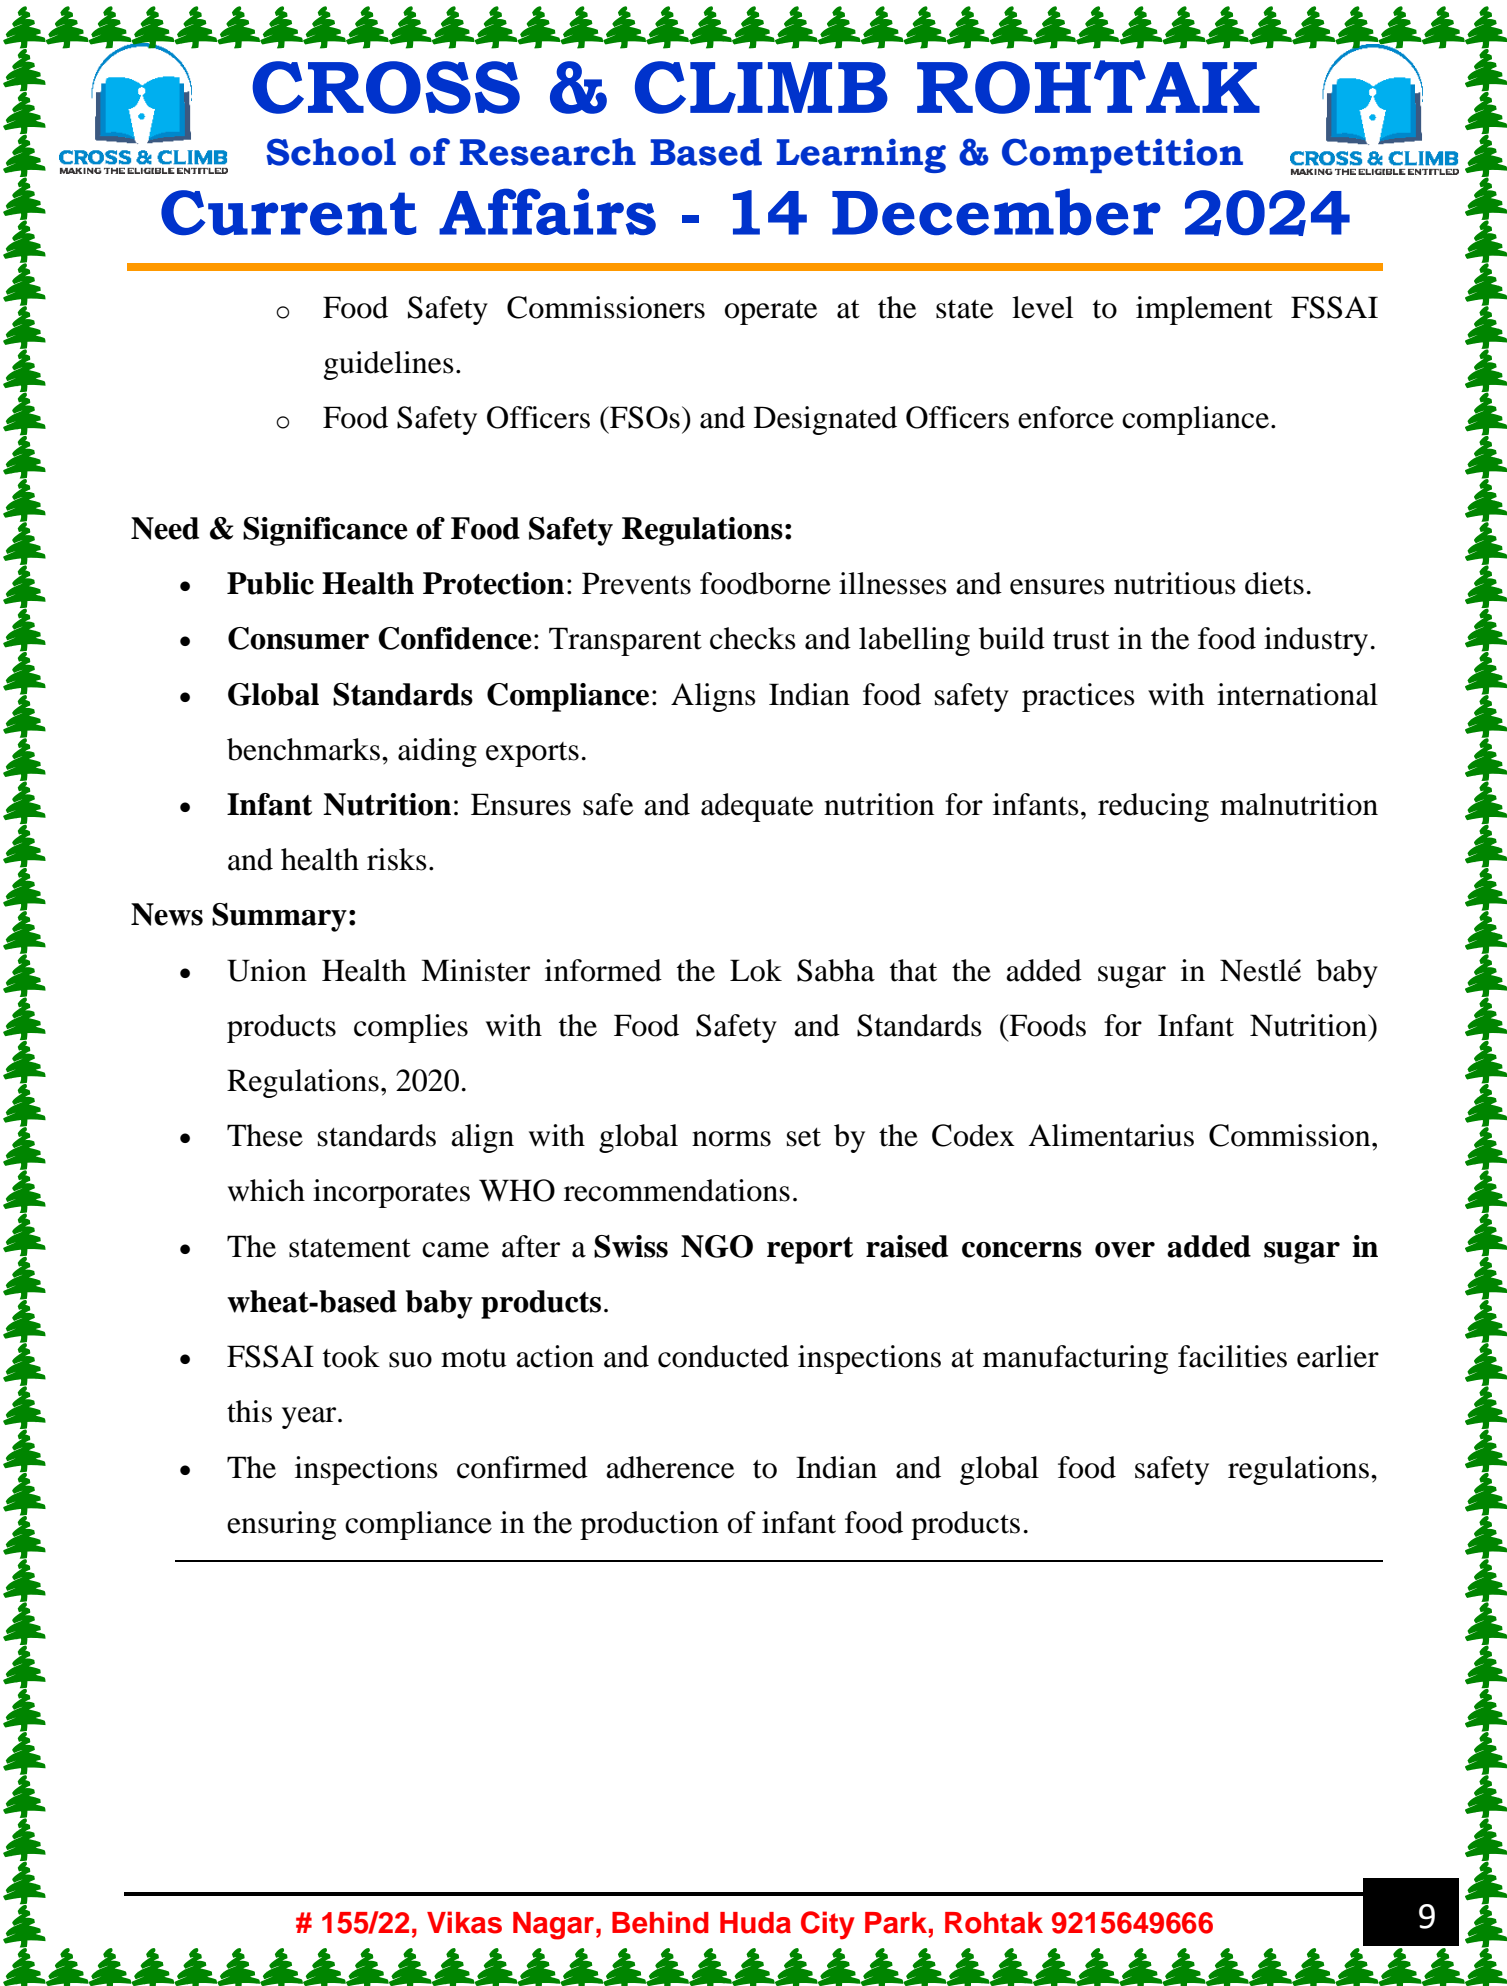 CROSS & CLIMB ROHTAK
School of Research Based Learning & Competition
CROSS & CLIMB
MAKING THE ELIGIBLE ENTITLED
CROSS & CLIMB
MAKING THE ELIGIBLE ENTITLED
Current Affairs - 14 December 2024
o Food Safety Commissioners operate at the state level to implement FSSAI
guidelines.
o Food Safety Officers (FSOs) and Designated Officers enforce compliance.
Need & Significance of Food Safety Regulations:
• Public Health Protection: Prevents foodborne illnesses and ensures nutritious diets.
• Consumer Confidence: Transparent checks and labelling build trust in the food industry.
• Global Standards Compliance: Aligns Indian food safety practices with international
benchmarks, aiding exports.
• Infant Nutrition: Ensures safe and adequate nutrition for infants, reducing malnutrition
and health risks.
News Summary:
• Union Health Minister informed the Lok Sabha that the added sugar in Nestlé baby
products complies with the Food Safety and Standards (Foods for Infant Nutrition)
Regulations, 2020.
• These standards align with global norms set by the Codex Alimentarius Commission,
which incorporates WHO recommendations.
• The statement came after a Swiss NGO report raised concerns over added sugar in
wheat-based baby products.
• FSSAI took suo motu action and conducted inspections at manufacturing facilities earlier
this year.
• The inspections confirmed adherence to Indian and global food safety regulations,
ensuring compliance in the production of infant food products.
# 155/22, Vikas Nagar, Behind Huda City Park, Rohtak 9215649666
9